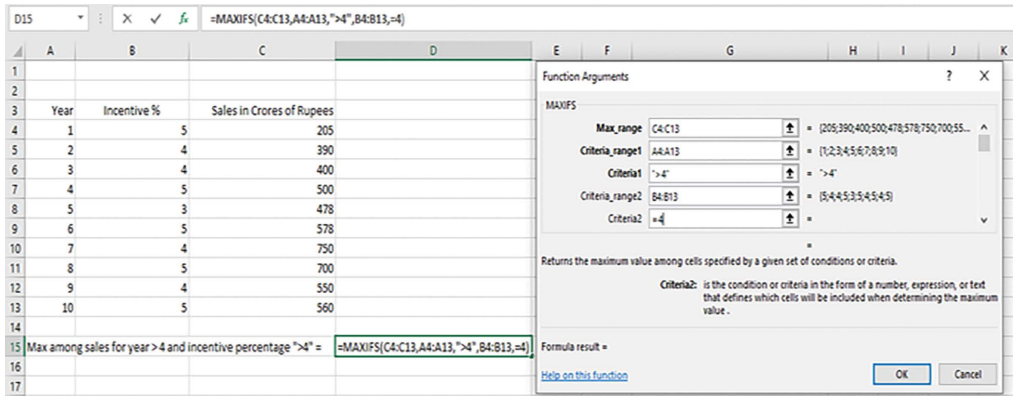 D15 =MAXIFS(C4:C13,A4:A13,">4",B4:B13,=4)
A B C D E F G H I J K
1
2
3 Year Incentive % Sales in Crores of Rupees
4 1 5 205
5 2 4 390
6 3 4 400
7 4 5 500
8 5 3 478
9 6 5 578
10 7 4 750
11 8 5 700
12 9 4 550
13 10 5 560
14
15 Max among sales for year >4 and incentive percentage ">4" = =MAXIFS(C4:C13,A4:A13,">4",B4:B13,=4)
16
17
Function Arguments ? X
MAXIFS
Max_range C4:C13 = {205;390;400;500;478;578;750;700;55...
Criteria_range1 A4:A13 = {1;2;3;4;5;6;7;8;9;10}
Criteria1 ">4" = ">4"
Criteria_range2 B4:B13 = {5;4;4;5;3;5;4;5;4;5}
Criteria2 =4 =
=
Returns the maximum value among cells specified by a given set of conditions or criteria.
Criteria2: is the condition or criteria in the form of a number, expression, or text
that defines which cells will be included when determining the maximum
value .
Formula result =
Help on this function OK Cancel